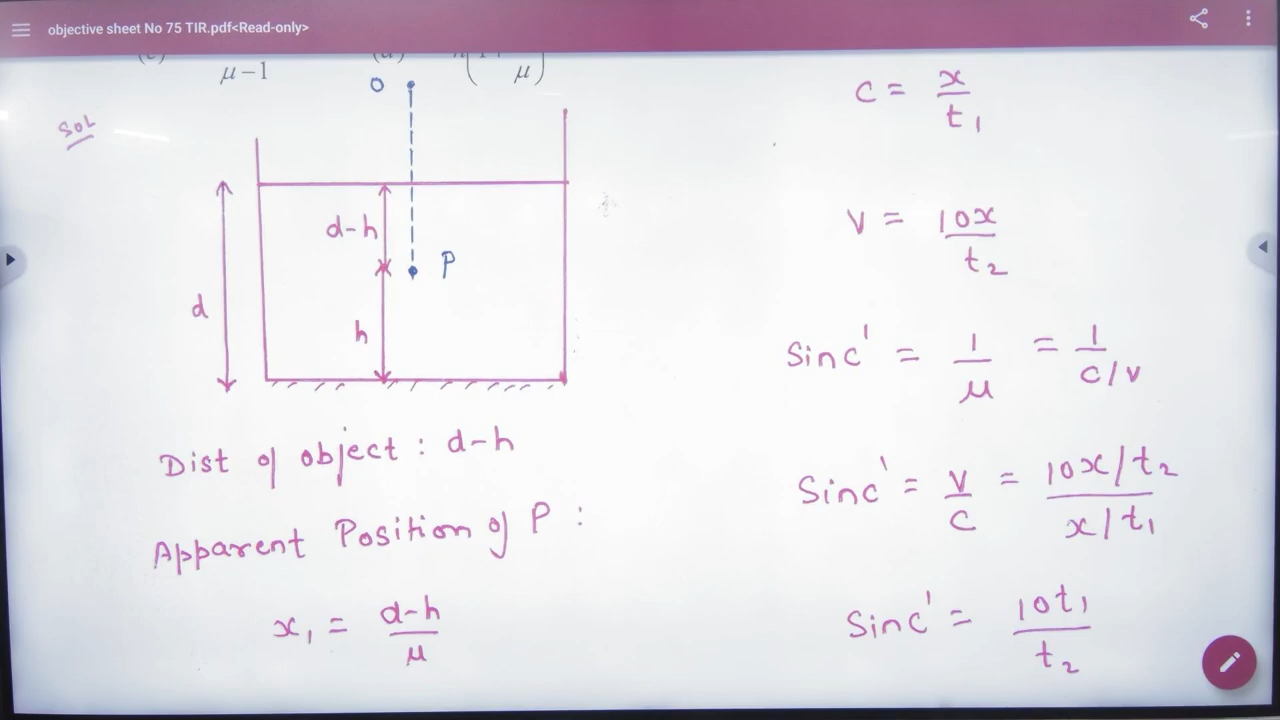 objective sheet No 75 TIR.pdf<Read-only>
μ-1
μ
O
SOL
d-h
P
d
h
Dist of object : d-h
Apparent Position of P :
x₁ = d-h/μ
c = x/t₁
v = 10x/t₂
Sinc' = 1/μ = 1/c/v
Sinc' = v/c = 10x/t₂/x/t₁
Sinc' = 10t₁/t₂